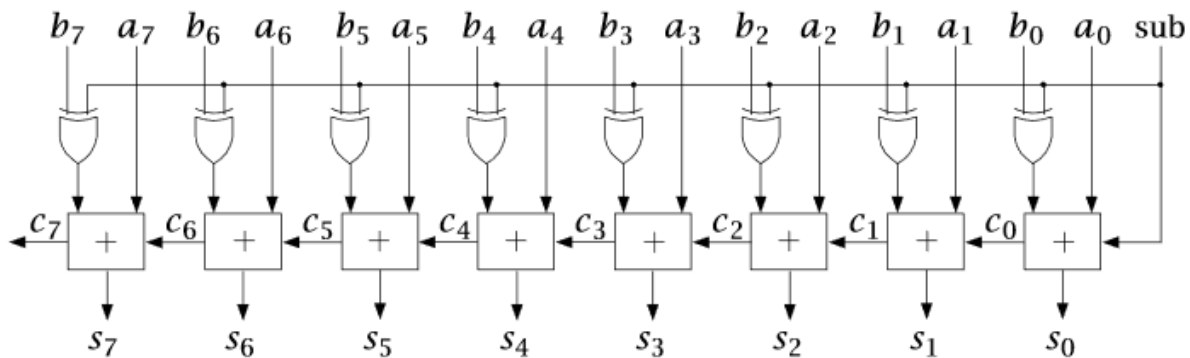 b₇ a₇ b₆ a₆ b₅ a₅ b₄ a₄ b₃ a₃ b₂ a₂ b₁ a₁ b₀ a₀ sub
c₇ c₆ c₅ c₄ c₃ c₂ c₁ c₀
+ + + + + + + +
s₇ s₆ s₅ s₄ s₃ s₂ s₁ s₀